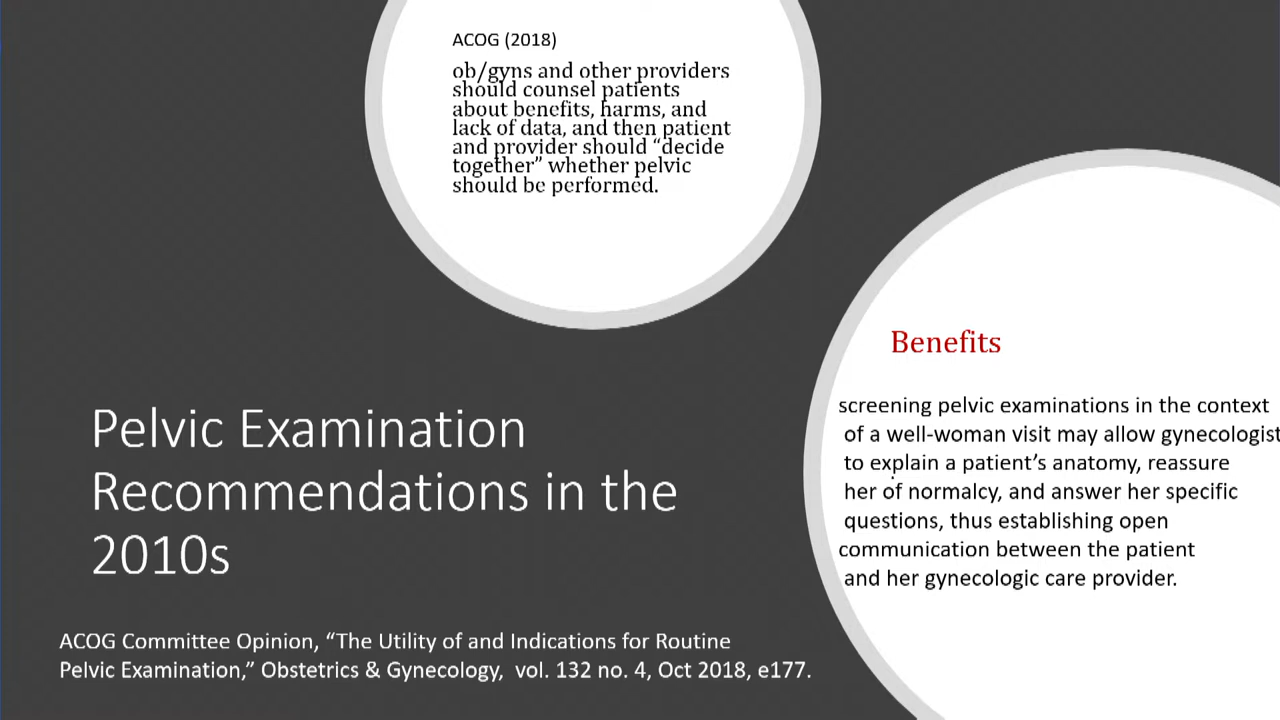 ACOG (2018)
ob/gyns and other providers
should counsel patients
about benefits, harms, and
lack of data, and then patient
and provider should “decide
together” whether pelvic
should be performed.
Benefits
screening pelvic examinations in the context
of a well-woman visit may allow gynecologist
to explain a patient’s anatomy, reassure
her of normalcy, and answer her specific
questions, thus establishing open
communication between the patient
and her gynecologic care provider.
Pelvic Examination
Recommendations in the
2010s
ACOG Committee Opinion, “The Utility of and Indications for Routine
Pelvic Examination,” Obstetrics & Gynecology, vol. 132 no. 4, Oct 2018, e177.